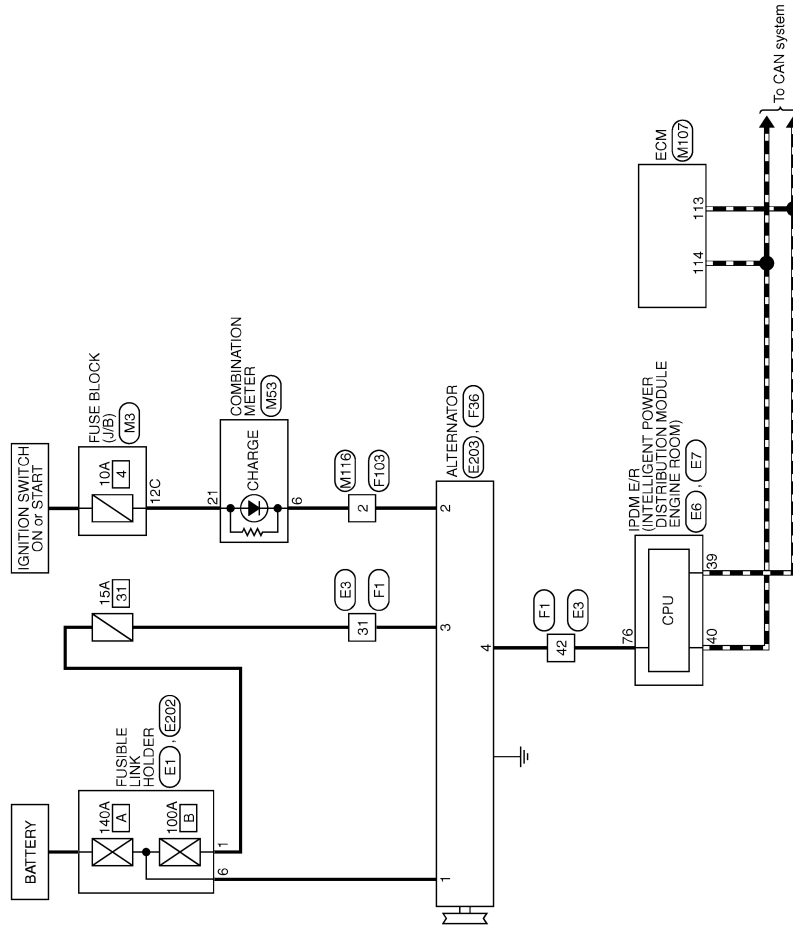 BATTERY
FUSIBLE
LINK
HOLDER
E1 , E202
140A
A
100A
B
6
1
15A
31
E3
31
F1
IGNITION SWITCH
ON or START
FUSE BLOCK
(J/B)
M3
10A
4
12C
COMBINATION
METER
M53
21
CHARGE
6
M116
2
F103
ALTERNATOR
E203 , F36
1
3
2
4
F1
42
E3
IPDM E/R
(INTELLIGENT POWER
DISTRIBUTION MODULE
ENGINE ROOM)
E6 , E7
76
CPU
40
39
ECM
M107
114
113
To CAN system